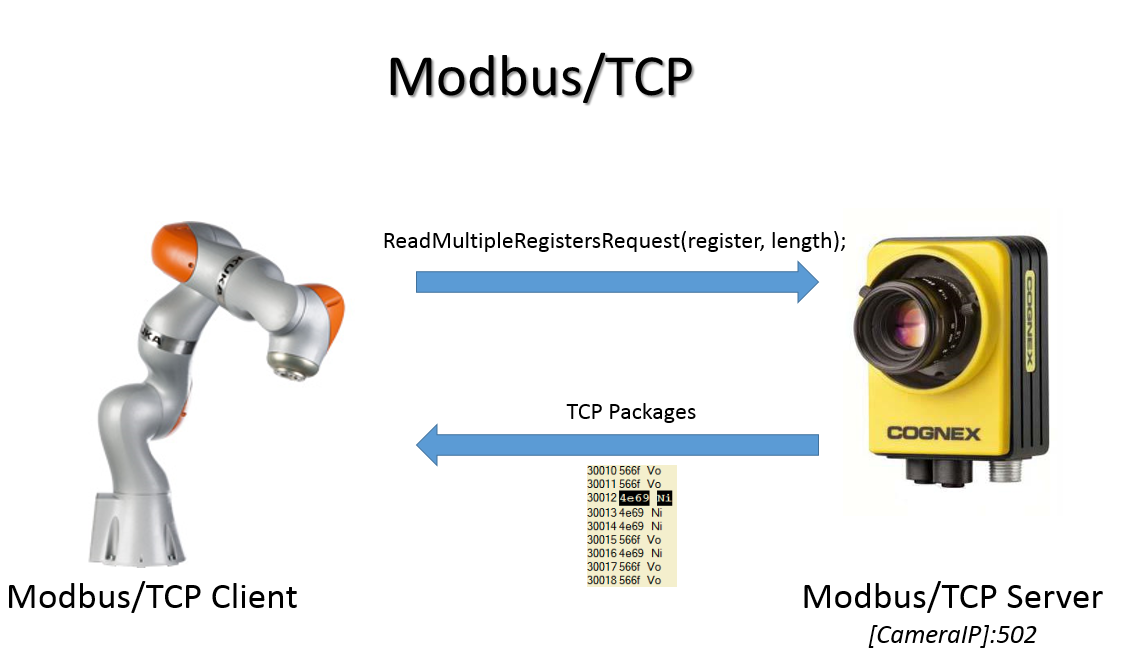 Modbus/TCP
ReadMultipleRegistersRequest(register, length);
KUKA
COGNEX
COGNEX
TCP Packages
30010 566f Vo
30011 566f Vo
30012 4e69 Ni
30013 4e69 Ni
30014 4e69 Ni
30015 566f Vo
30016 4e69 Ni
30017 566f Vo
30018 566f Vo
Modbus/TCP Client
Modbus/TCP Server
[CameraIP]:502